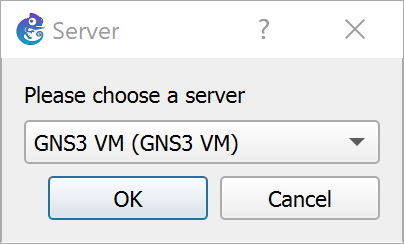 Server
?
Please choose a server
GNS3 VM (GNS3 VM)
OK
Cancel